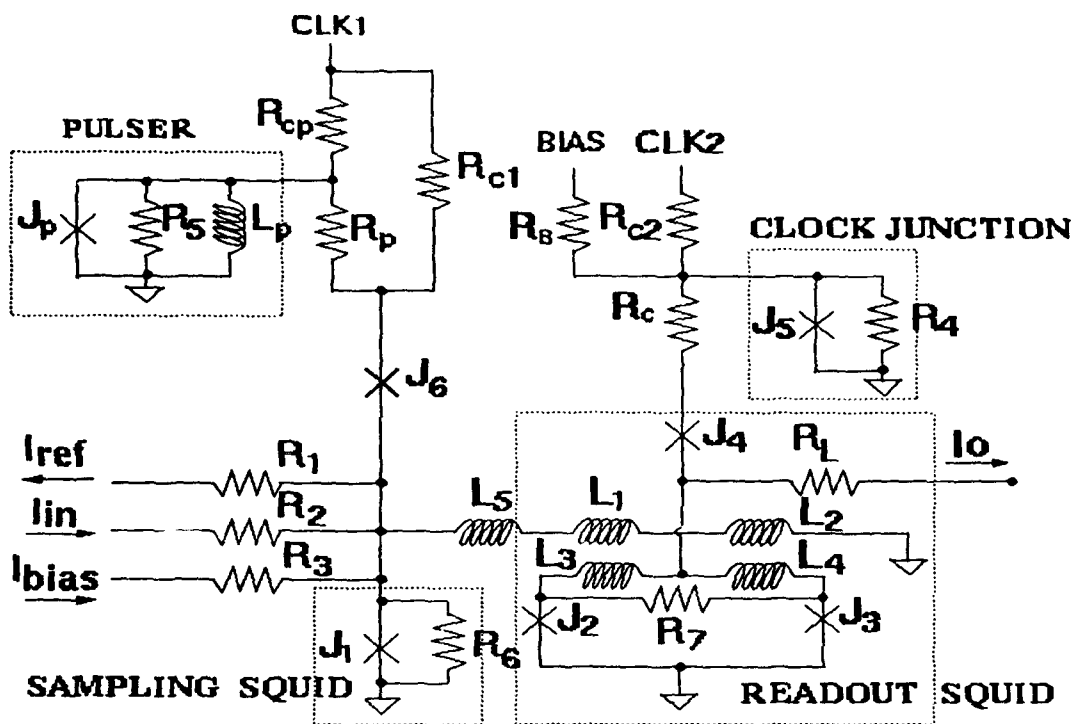 CLK1
Rcp
PULSER
BIAS
CLK2
Rc1
Jp
R5
Lp
Rp
RB
Rc2
CLOCK JUNCTION
Rc
J5
R4
J6
J4
Iref
R1
RL
Io
Iin
R2
L5
L1
L2
Ibias
R3
L3
L4
J1
R6
J2
R7
J3
SAMPLING SQUID
READOUT SQUID